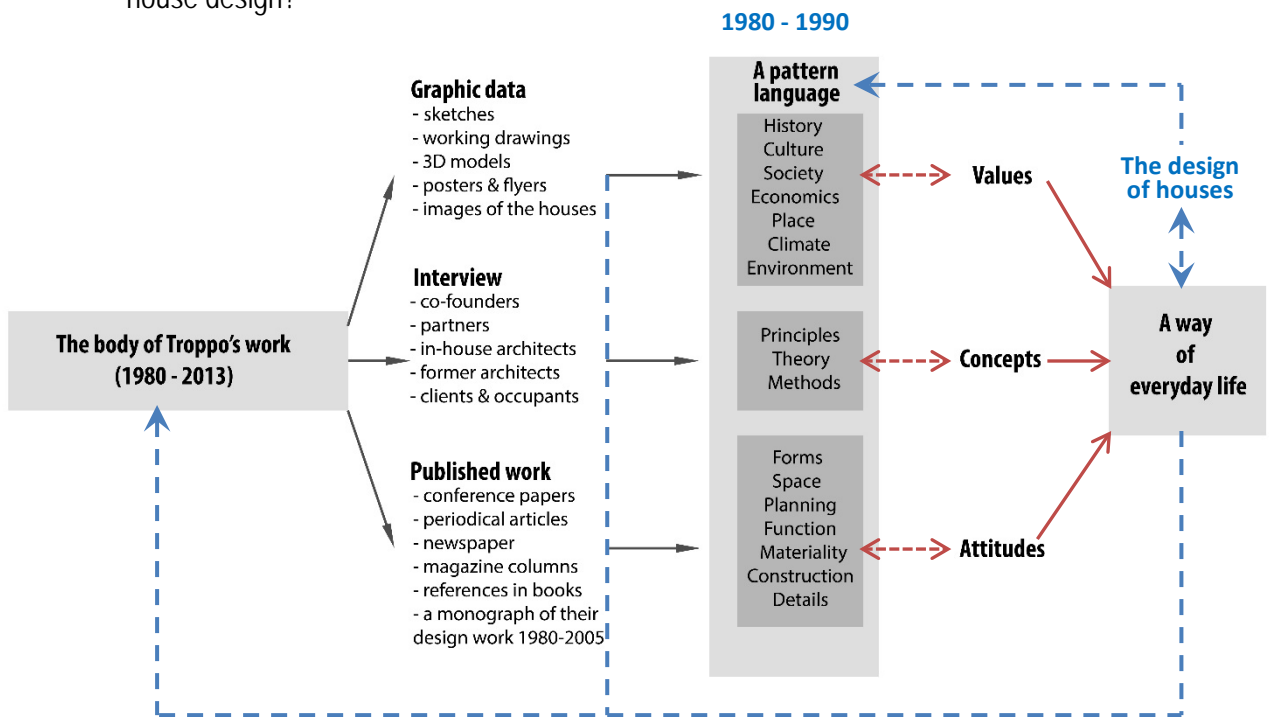 house design?
1980 - 1990
Graphic data
- sketches
- working drawings
- 3D models
- posters & flyers
- images of the houses
Interview
- co-founders
- partners
- in-house architects
- former architects
- clients & occupants
The body of Troppo's work
(1980 - 2013)
Published work
- conference papers
- periodical articles
- newspaper
- magazine columns
- references in books
- a monograph of their
design work 1980-2005
A pattern
language
History
Culture
Society
Economics
Place
Climate
Environment
Principles
Theory
Methods
Forms
Space
Planning
Function
Materiality
Construction
Details
Values
Concepts
Attitudes
The design
of houses
A way
of
everyday life